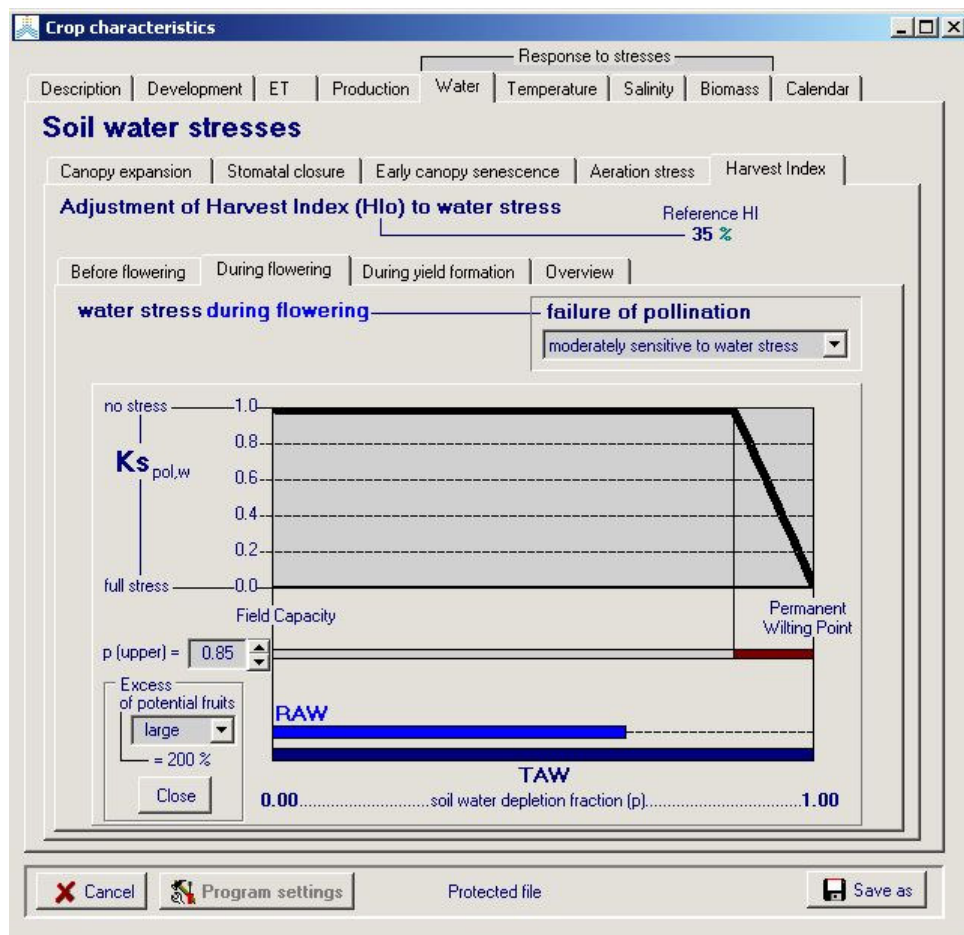 Crop characteristics
Response to stresses
Description Development ET Production Water Temperature Salinity Biomass Calendar
Soil water stresses
Canopy expansion Stomatal closure Early canopy senescence Aeration stress Harvest Index
Adjustment of Harvest Index (HIo) to water stress
Reference HI
35 %
Before flowering During flowering During yield formation Overview
water stress during flowering
failure of pollination
moderately sensitive to water stress
no stress 1.0
0.8
Ks pol,w
0.6
0.4
0.2
full stress 0.0
Field Capacity
Permanent
Wilting Point
p (upper) = 0.85
Excess
of potential fruits
large
= 200 %
Close
RAW
TAW
0.00..............................soil water depletion fraction (p)...................................1.00
Cancel Program settings Protected file Save as